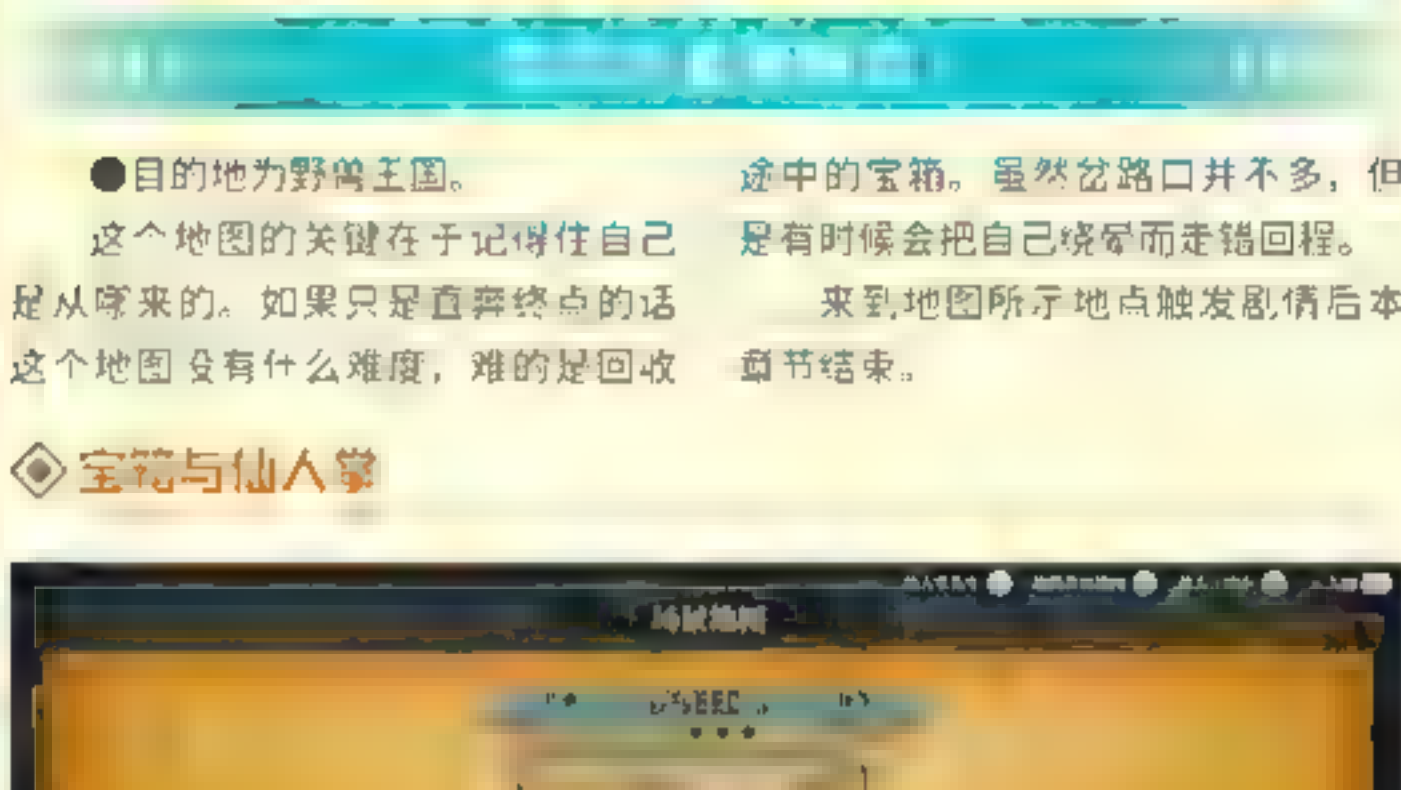 ●目的地为野兽王国。
这个地图的关键在于记得住自己
是从哪来的。如果只是直奔终点的话
这个地图没有什么难度，难的是回收
途中的宝箱。虽然岔路口并不多，但
是有时候会把自己绕晕而走错回程。
来到地图所示地点触发剧情后本
章节结束。
宝箱与仙人掌